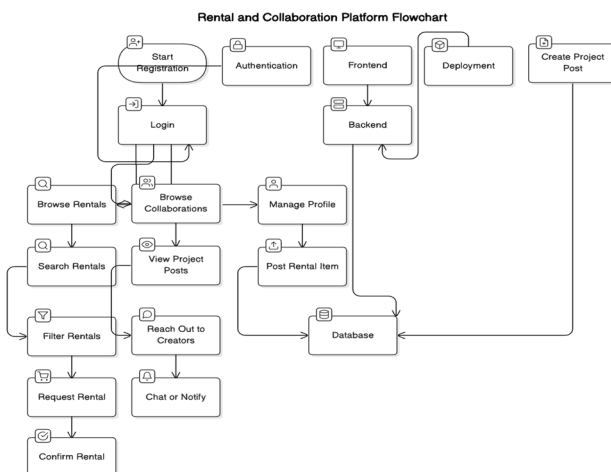 Rental and Collaboration Platform Flowchart
Start
Registration
Authentication
Frontend
Deployment
Create Project
Post
Login
Backend
Browse Rentals
Browse
Collaborations
Manage Profile
Search Rentals
View Project
Posts
Post Rental Item
Filter Rentals
Reach Out to
Creators
Database
Request Rental
Chat or Notify
Confirm Rental